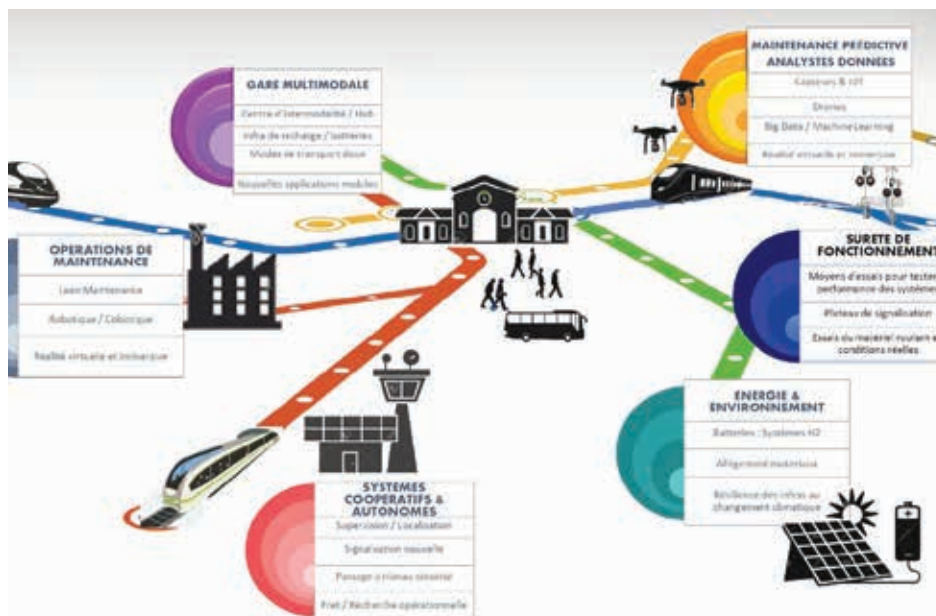 GARE MULTIMODALE
Centre d'Intermodalité / Hub
Infra de recharge / batteries
Modes de transport doux
Nouvelles applications mobiles
MAINTENANCE PRÉDICTIVE
ANALYSTES DONNÉES
Capteurs & IOT
Drones
Big Data / Machine Learning
Réalité virtuelle et immersive
OPERATIONS DE
MAINTENANCE
Lean Maintenance
Robotique / Cobotique
Réalité virtuelle et immersive
SURETE DE
FONCTIONNEMENT
Moyens d'essais pour tester
performance des systèmes
Plateau de signalisation
Essais du matériel roulant
conditions réelles
ENERGIE &
ENVIRONNEMENT
Batteries : Systèmes H2
Allègement matériaux
Résilience des infras au
changement climatique
SYSTEMES
COOPERATIFS &
AUTONOMES
Supervision / Localisation
Signalisation nouvelle
Passage à niveau
Fret / Recherche opérationnelle